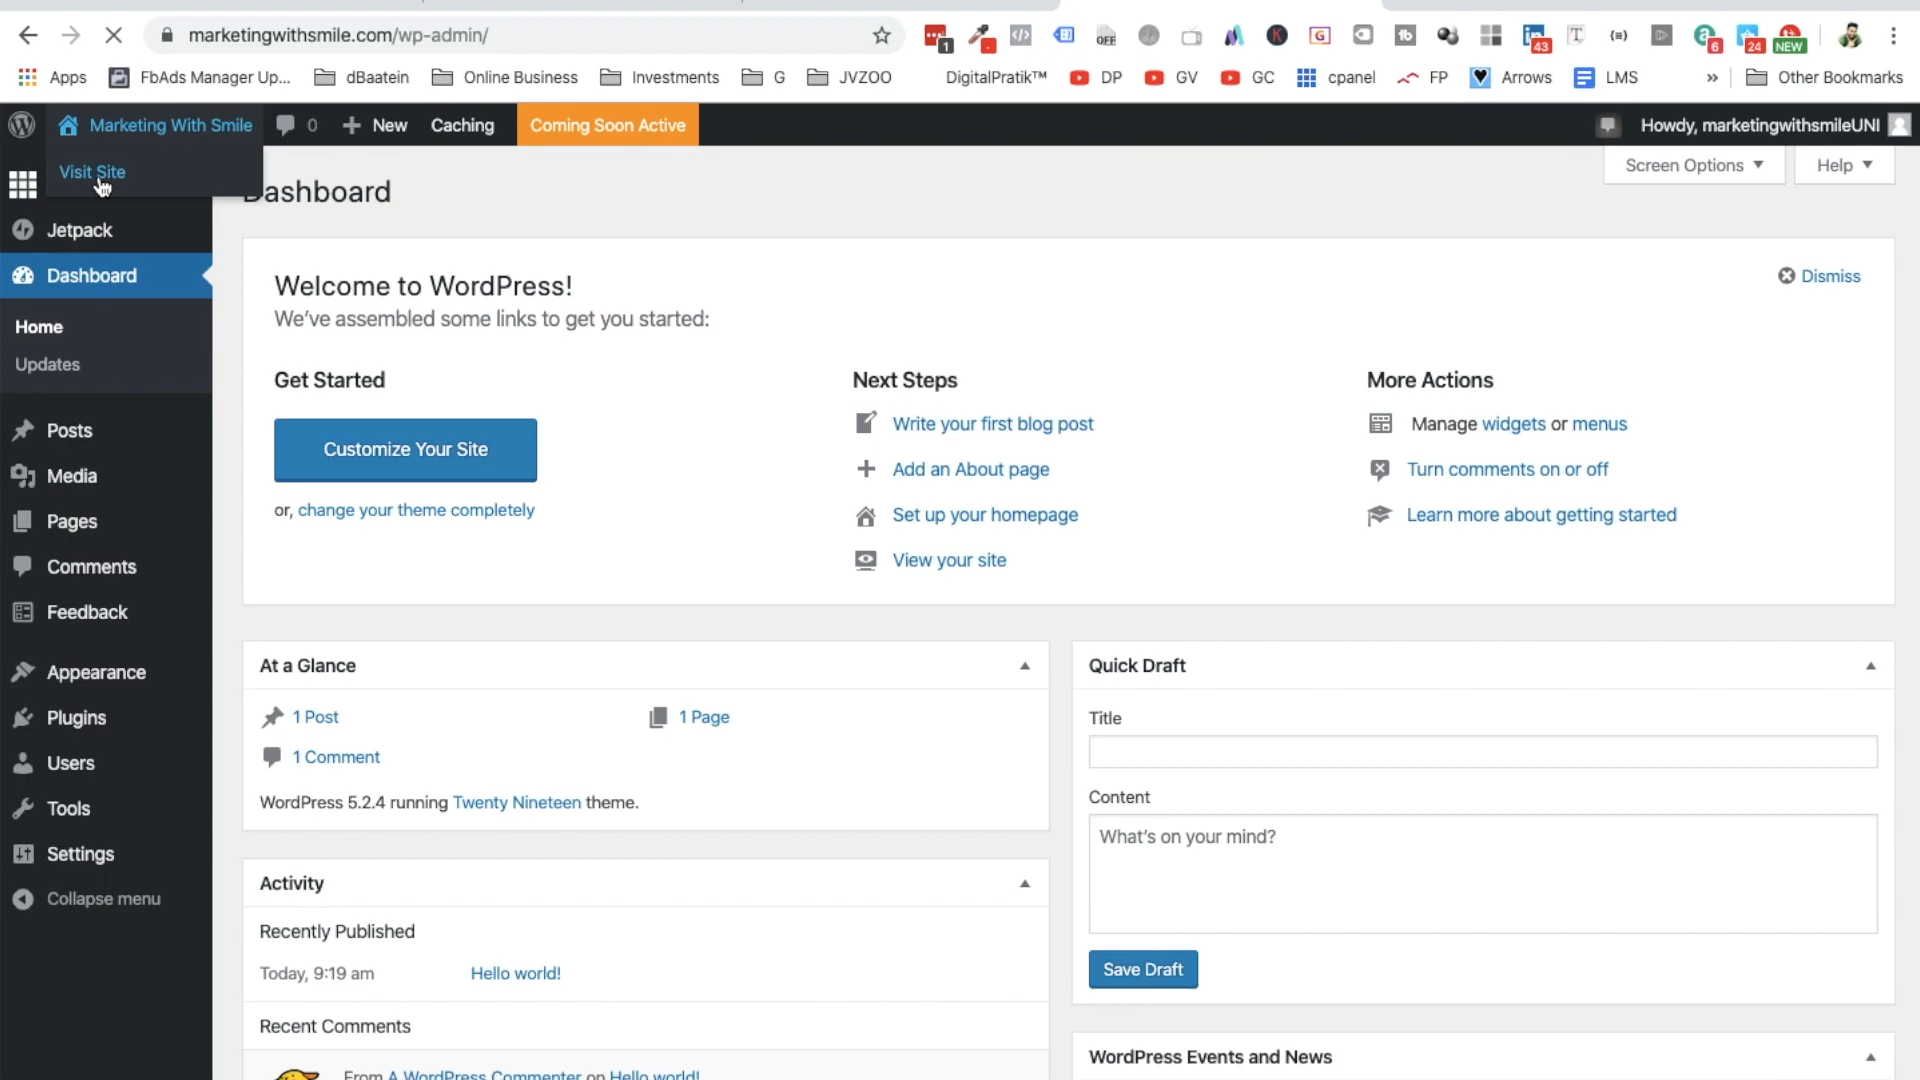 marketingwithsmile.com/wp-admin/
1
OFF
43
6
24
NEW
Apps
FbAds Manager Up...
dBaatein
Online Business
Investments
G
JVZOO
DigitalPratik™
DP
GV
GC
cpanel
FP
Arrows
LMS
»
Other Bookmarks
Marketing With Smile
0
New
Caching
Coming Soon Active
Howdy, marketingwithsmileUNI
Visit Site
Screen Options
Help
Dashboard
Jetpack
Dashboard
Home
Updates
Posts
Media
Pages
Comments
Feedback
Appearance
Plugins
Users
Tools
Settings
Collapse menu
Welcome to WordPress!
Dismiss
We've assembled some links to get you started:
Get Started
Customize Your Site
or, change your theme completely
Next Steps
Write your first blog post
Add an About page
Set up your homepage
View your site
More Actions
Manage widgets or menus
Turn comments on or off
Learn more about getting started
At a Glance
1 Post
1 Page
1 Comment
WordPress 5.2.4 running Twenty Nineteen theme.
Activity
Recently Published
Today, 9:19 am
Hello world!
Recent Comments
From A WordPress Commenter on Hello world!
Quick Draft
Title
Content
What's on your mind?
Save Draft
WordPress Events and News